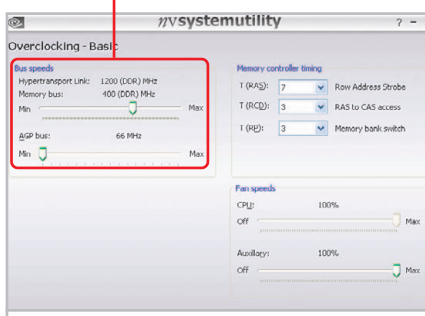 nvsystemutility ? -
Overclocking - Basic
Bus speeds
Hypertransport Link: 1200 (DDR) MHz
Memory bus: 400 (DDR) MHz
Min Max
AGP bus: 66 MHz
Min Max
Memory controller timing
T (RAS): 7 Row Address Strobe
T (RCD): 3 RAS to CAS access
T (RP): 3 Memory bank switch
Fan speeds
CPU: 100%
Off Max
Auxiliary: 100%
Off Max